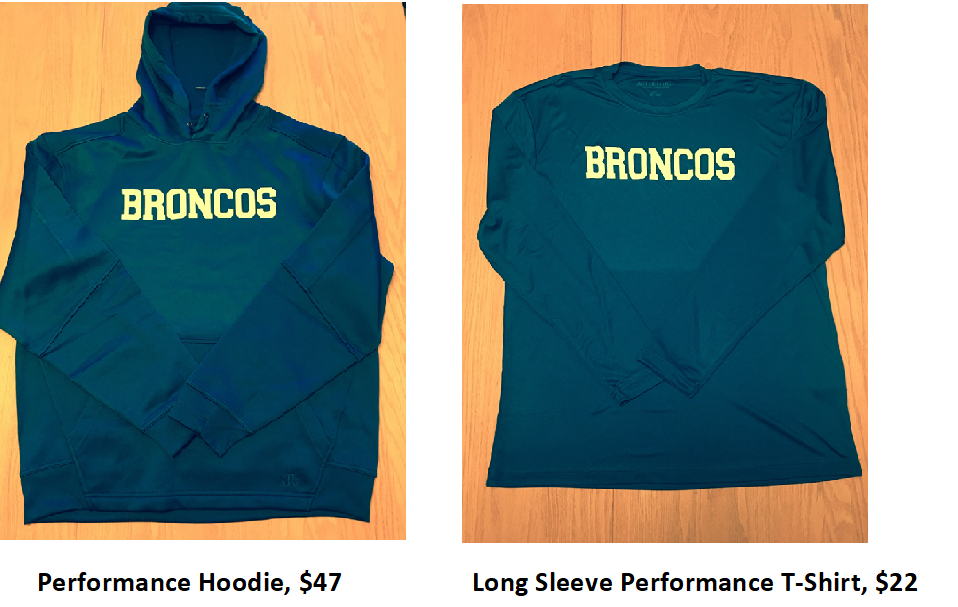 BRONCOS
BRONCOS
Performance Hoodie, $47
Long Sleeve Performance T-Shirt, $22